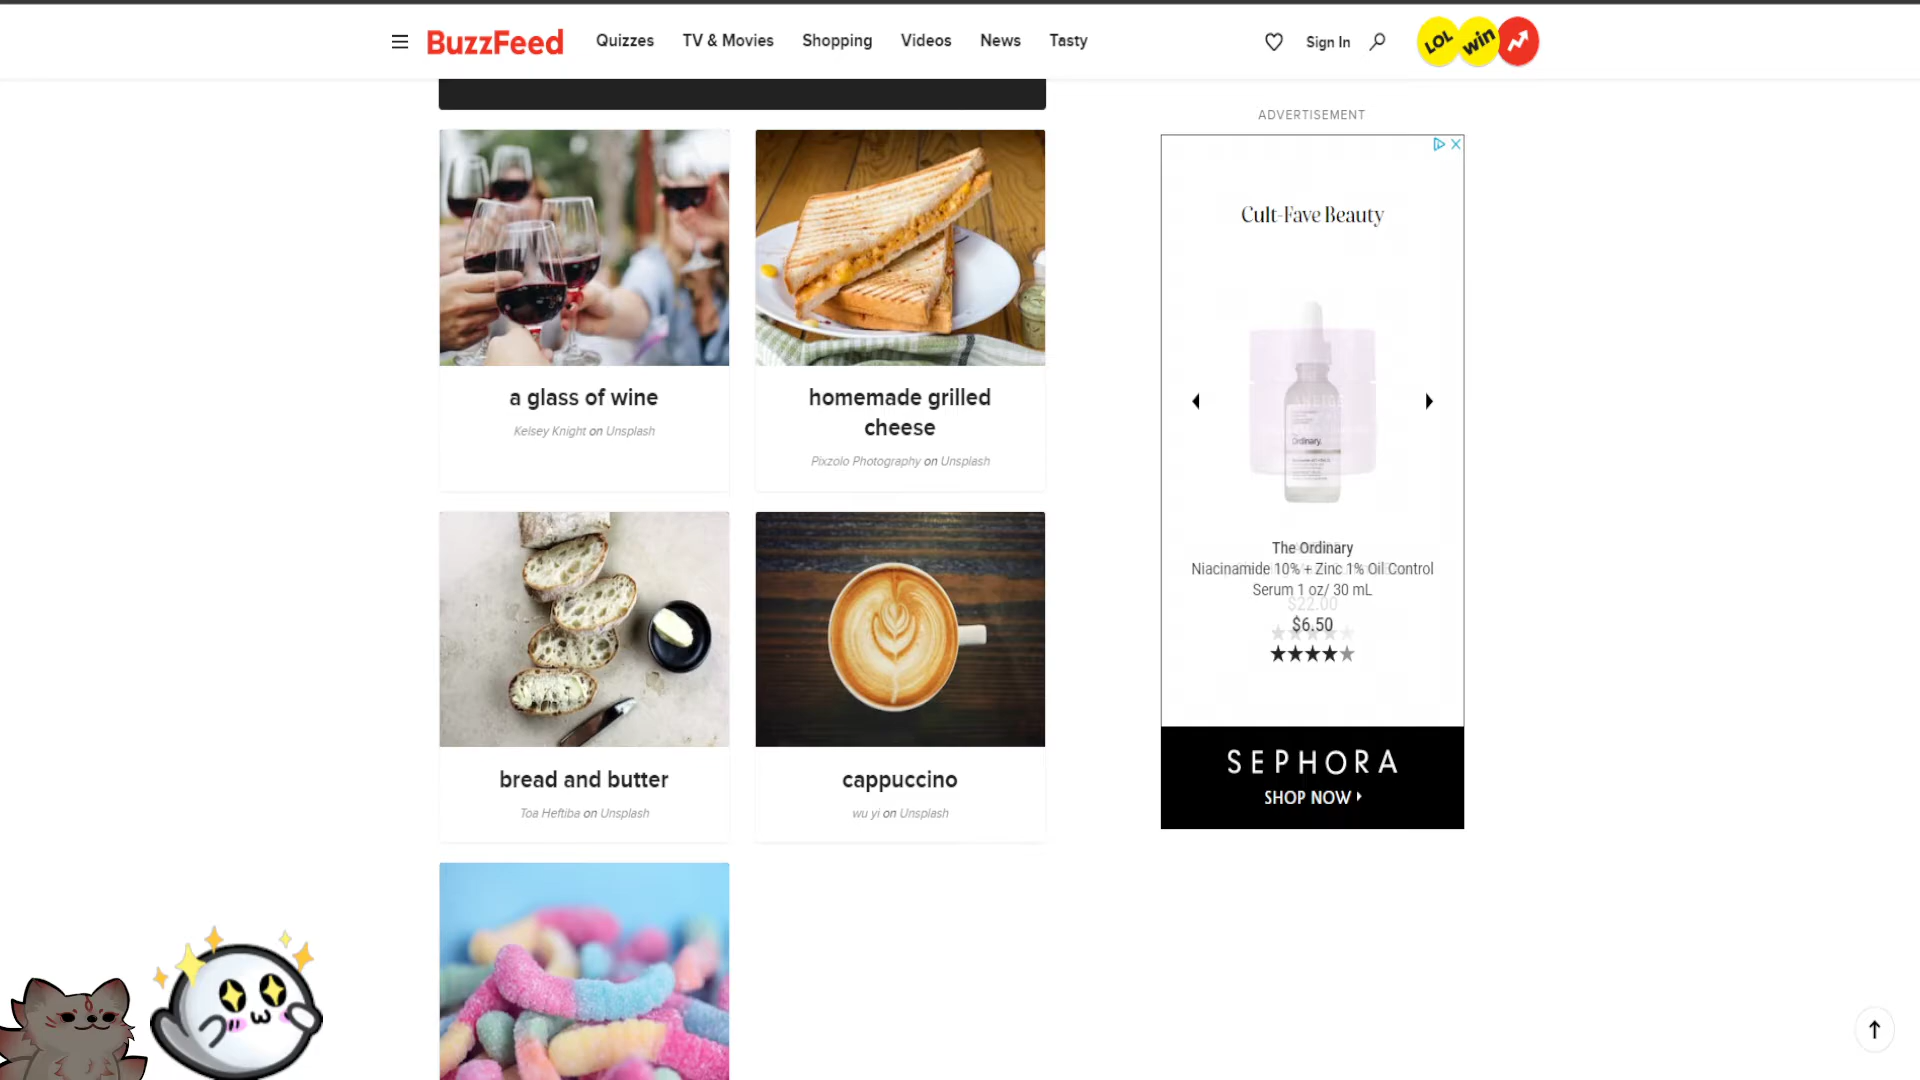 BuzzFeed
Quizzes
TV & Movies
Shopping
Videos
News
Tasty
Sign In
LOL
win
ADVERTISEMENT
a glass of wine
Kelsey Knight on Unsplash
homemade grilled
cheese
Pixzolo Photography on Unsplash
bread and butter
Toa Heftiba on Unsplash
cappuccino
wu yi on Unsplash
Cult-Fave Beauty
LANEIGE
Ordinary.
The Ordinary
Niacinamide 10% + Zinc 1% Oil Control
Serum 1 oz/ 30 mL
$22.00
$6.50
SEPHORA
SHOP NOW